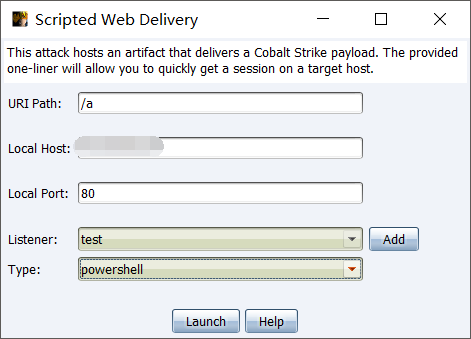 Scripted Web Delivery
This attack hosts an artifact that delivers a Cobalt Strike payload. The provided
one-liner will allow you to quickly get a session on a target host.
URI Path: /a
Local Host:
Local Port: 80
Listener: test Add
Type: powershell
Launch Help